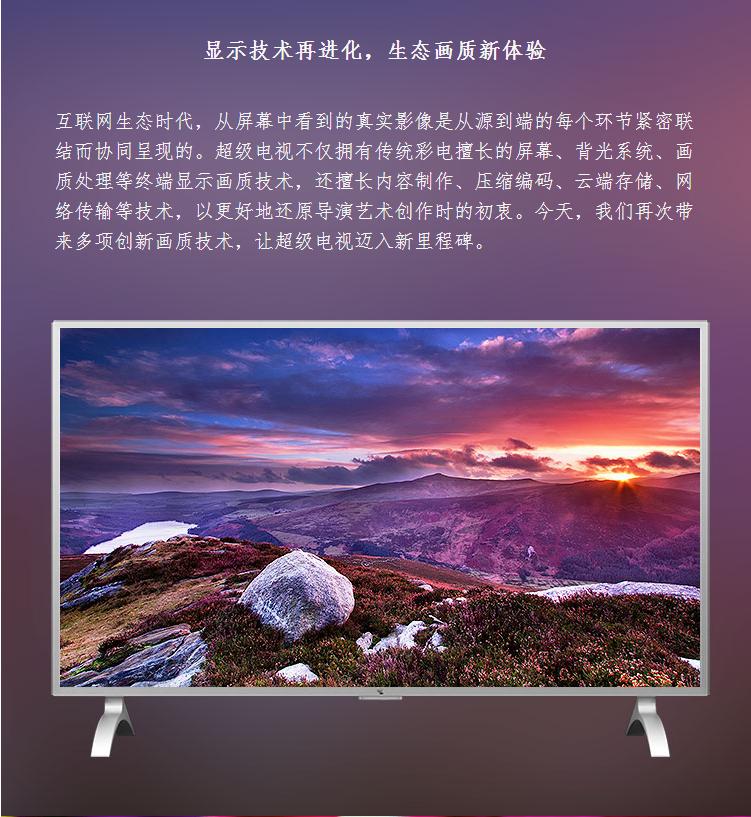 显示技术再进化，生态画质新体验
互联网生态时代，从屏幕中看到的真实影像是从源到端的每个环节紧密联
结而协同呈现的。超级电视不仅拥有传统彩电擅长的屏幕、背光系统、画
质处理等终端显示画质技术，还擅长内容制作、压缩编码、云端存储、网
络传输等技术，以更好地还原导演艺术创作时的初衷。今天，我们再次带
来多项创新画质技术，让超级电视迈入新里程碑。